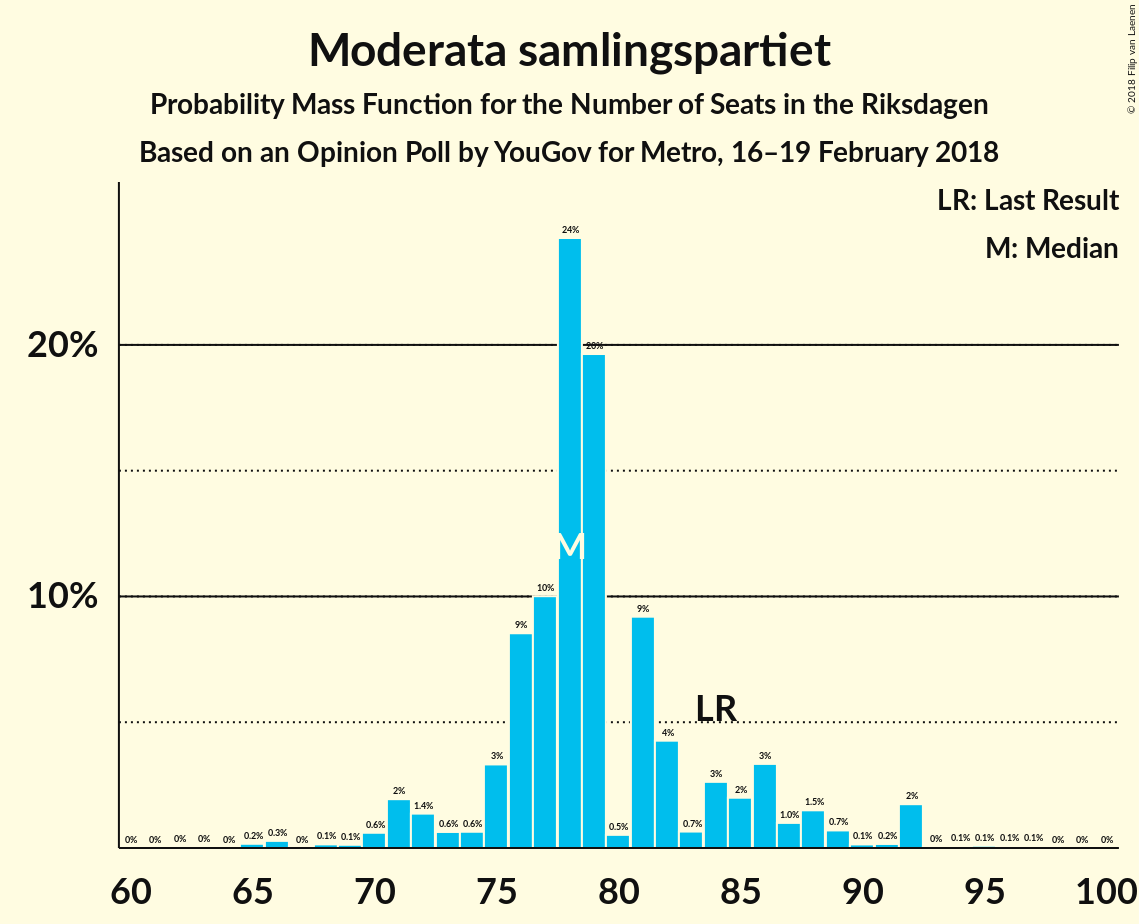 Moderata samlingspartiet
Probability Mass Function for the Number of Seats in the Riksdagen
Based on an Opinion Poll by YouGov for Metro, 16–19 February 2018
© 2018 Filip van Laenen
LR: Last Result
M: Median
20%
10%
0% 0% 0% 0% 0% 0.2% 0.3% 0% 0.1% 0.1% 0.6% 2% 1.4% 0.6% 0.6% 3% 9% 10% 24% 20% 0.5% 9% 4% 0.7% 3% 2% 3% 1.0% 1.5% 0.7% 0.1% 0.2% 2% 0% 0.1% 0.1% 0.1% 0.1% 0% 0% 0%
M
LR
60 65 70 75 80 85 90 95 100